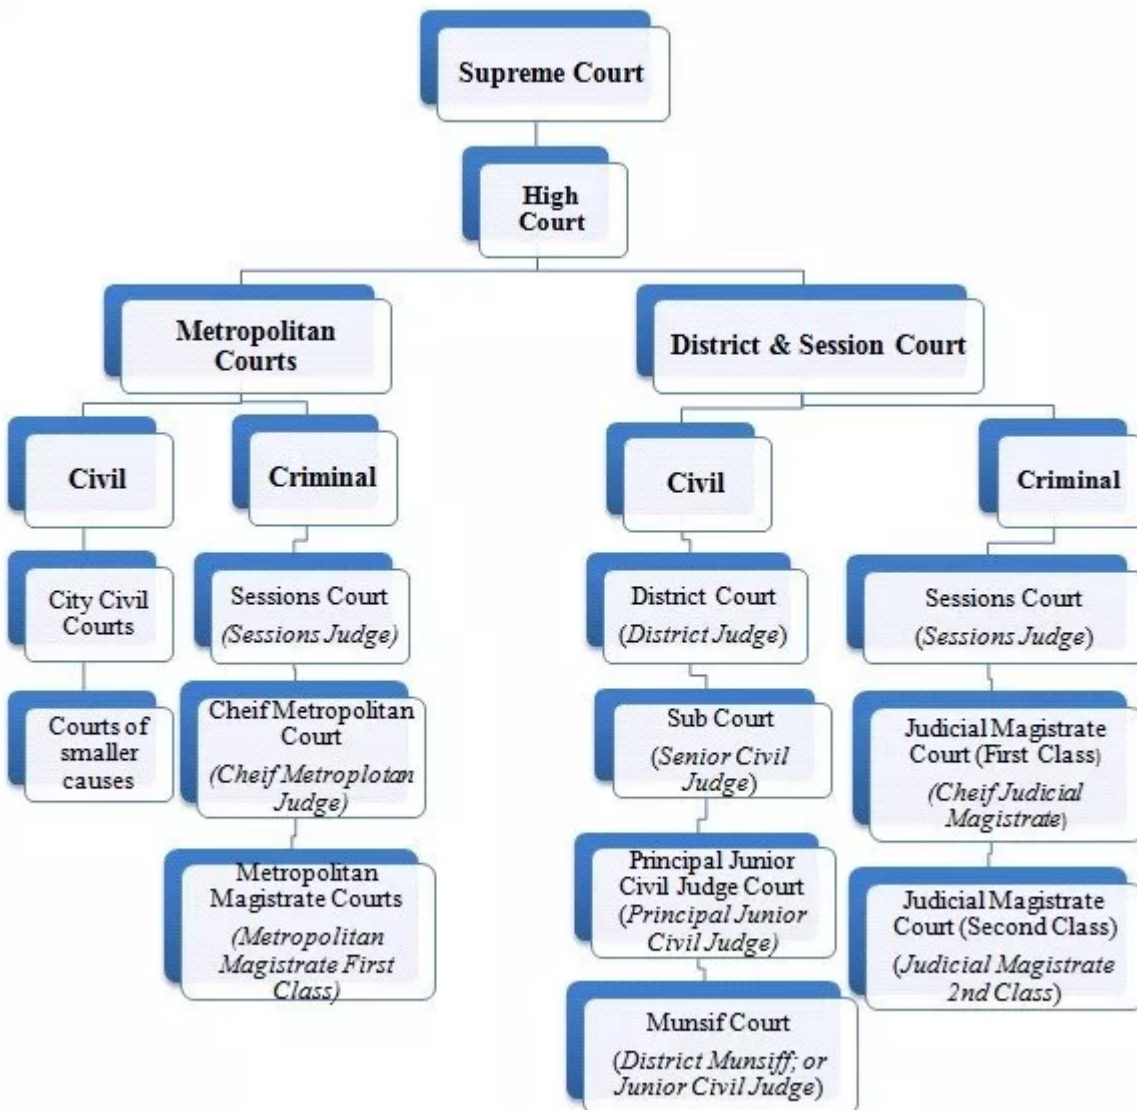 Supreme Court
High
Court
Metropolitan
Courts
District & Session Court
Civil
Criminal
Civil
Criminal
City Civil
Courts
Sessions Court
(Sessions Judge)
District Court
(District Judge)
Sessions Court
(Sessions Judge)
Courts of
smaller
causes
Cheif Metropolitan
Court
(Cheif Metroplotan
Judge)
Sub Court
(Senior Civil
Judge)
Judicial Magistrate
Court (First Class)
(Cheif Judicial
Magistrate)
Metropolitan
Magistrate Courts
(Metropolitan
Magistrate First
Class)
Principal Junior
Civil Judge Court
(Principal Junior
Civil Judge)
Judicial Magistrate
Court (Second Class)
(Judicial Magistrate
2nd Class)
Munsif Court
(District Munsiff; or
Junior Civil Judge)